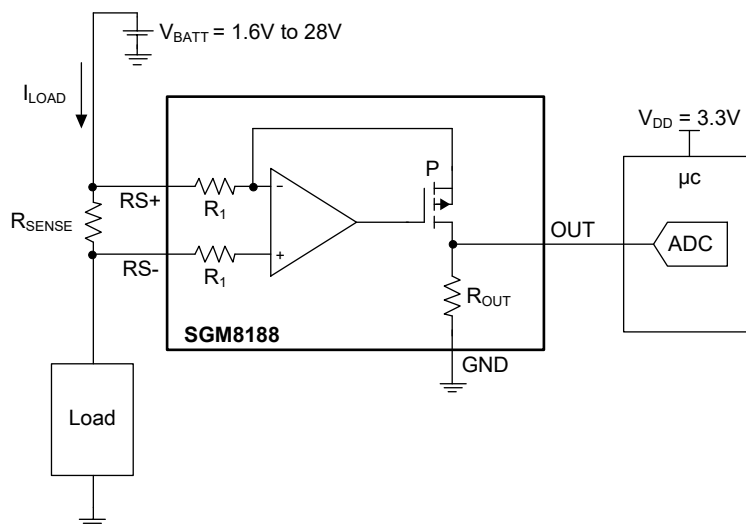 V_BATT = 1.6V to 28V
I_LOAD
V_DD = 3.3V
P
µc
RS+
R_1
−
R_SENSE
OUT
ADC
RS-
R_1
+
R_OUT
SGM8188
GND
Load